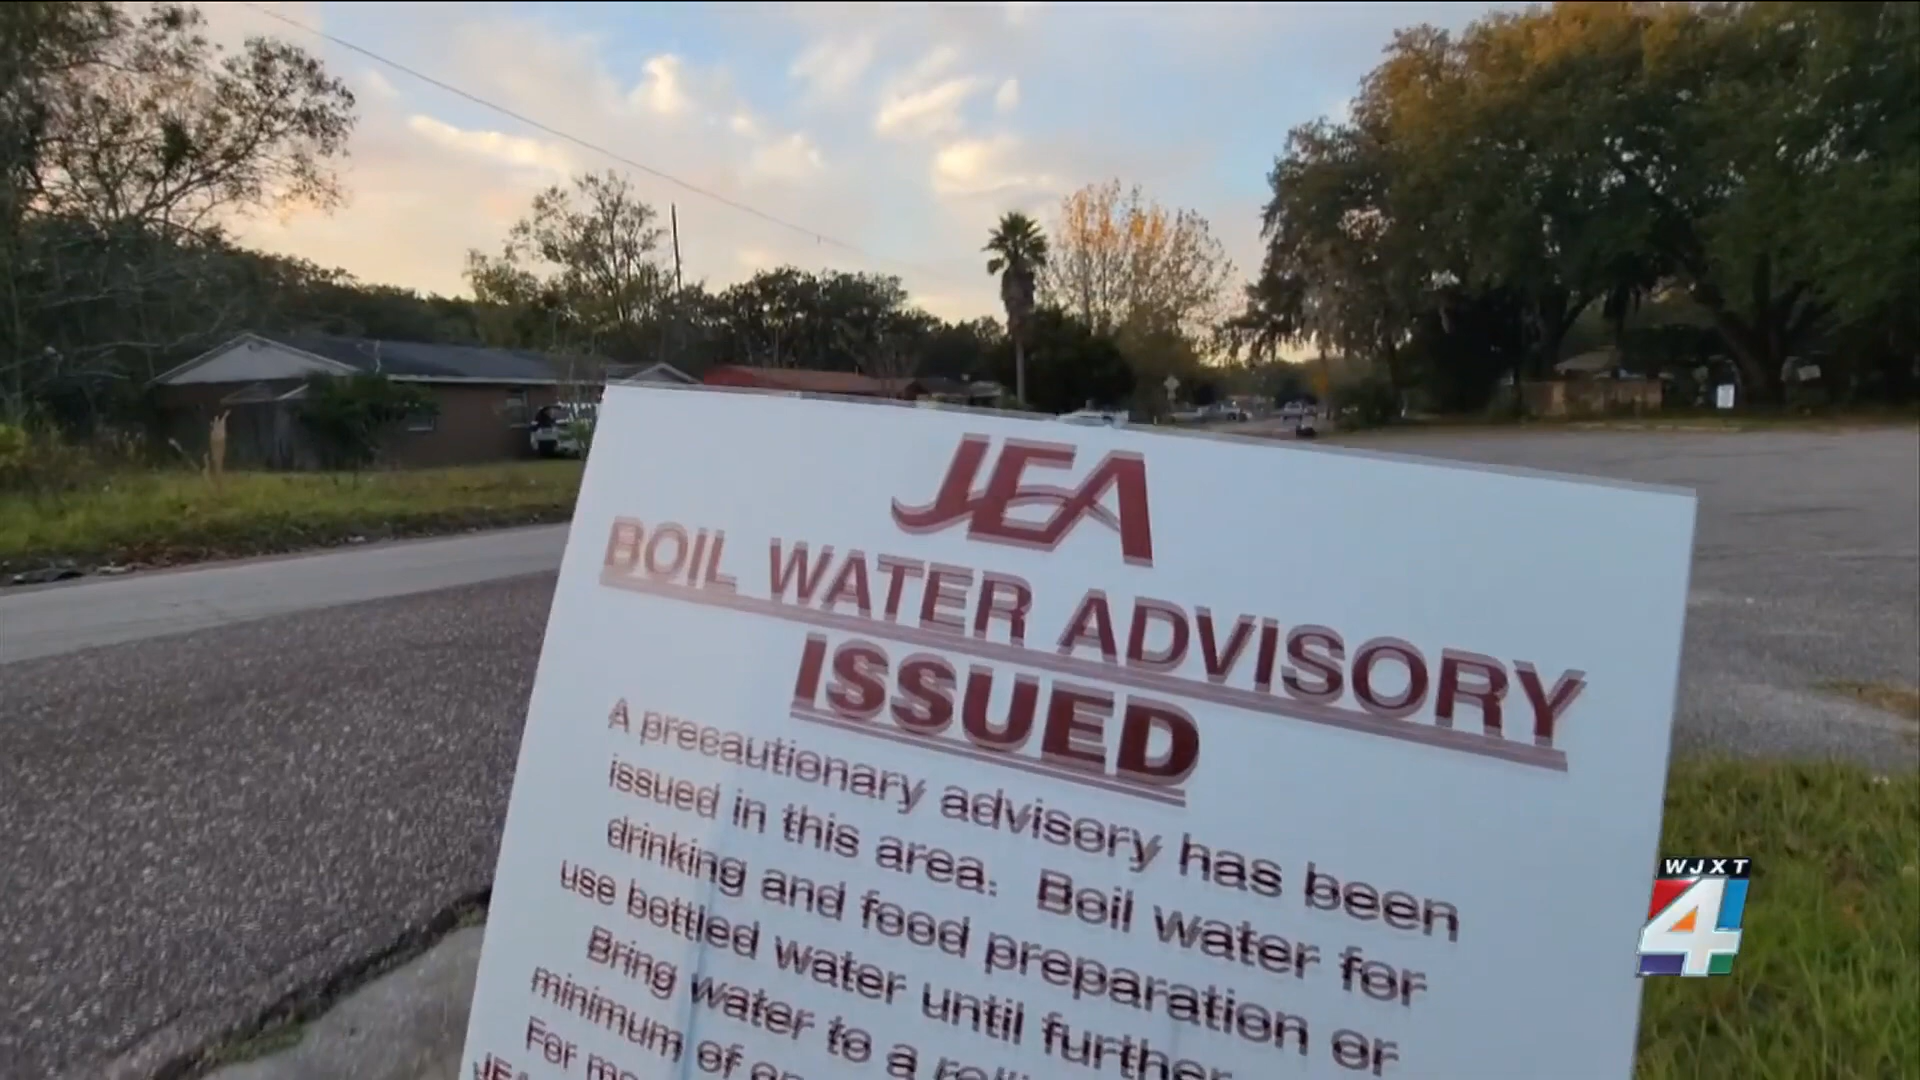 JEA
BOIL WATER ADVISORY
ISSUED
A precautionary advisory has been
issued in this area. Boil water for
drinking and food preparation or
use bottled water until further
Bring water to a
minimum of
For
WJXT
4